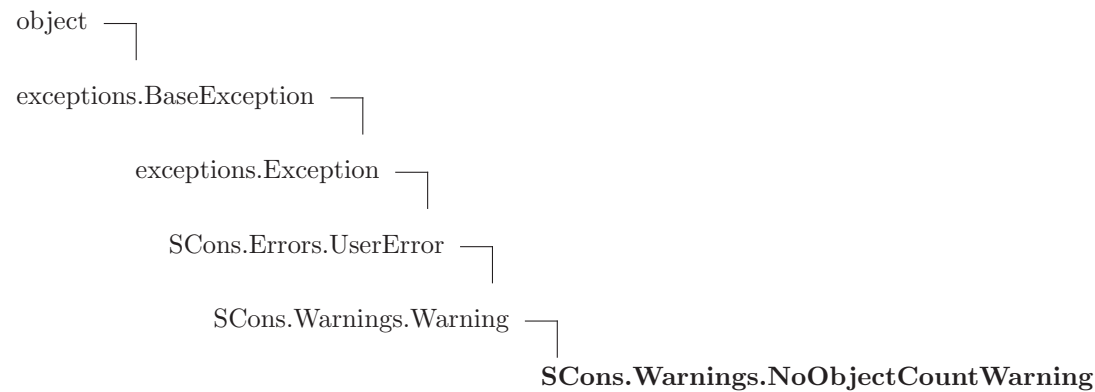 object
exceptions.BaseException
exceptions.Exception
SCons.Errors.UserError
SCons.Warnings.Warning
SCons.Warnings.NoObjectCountWarning